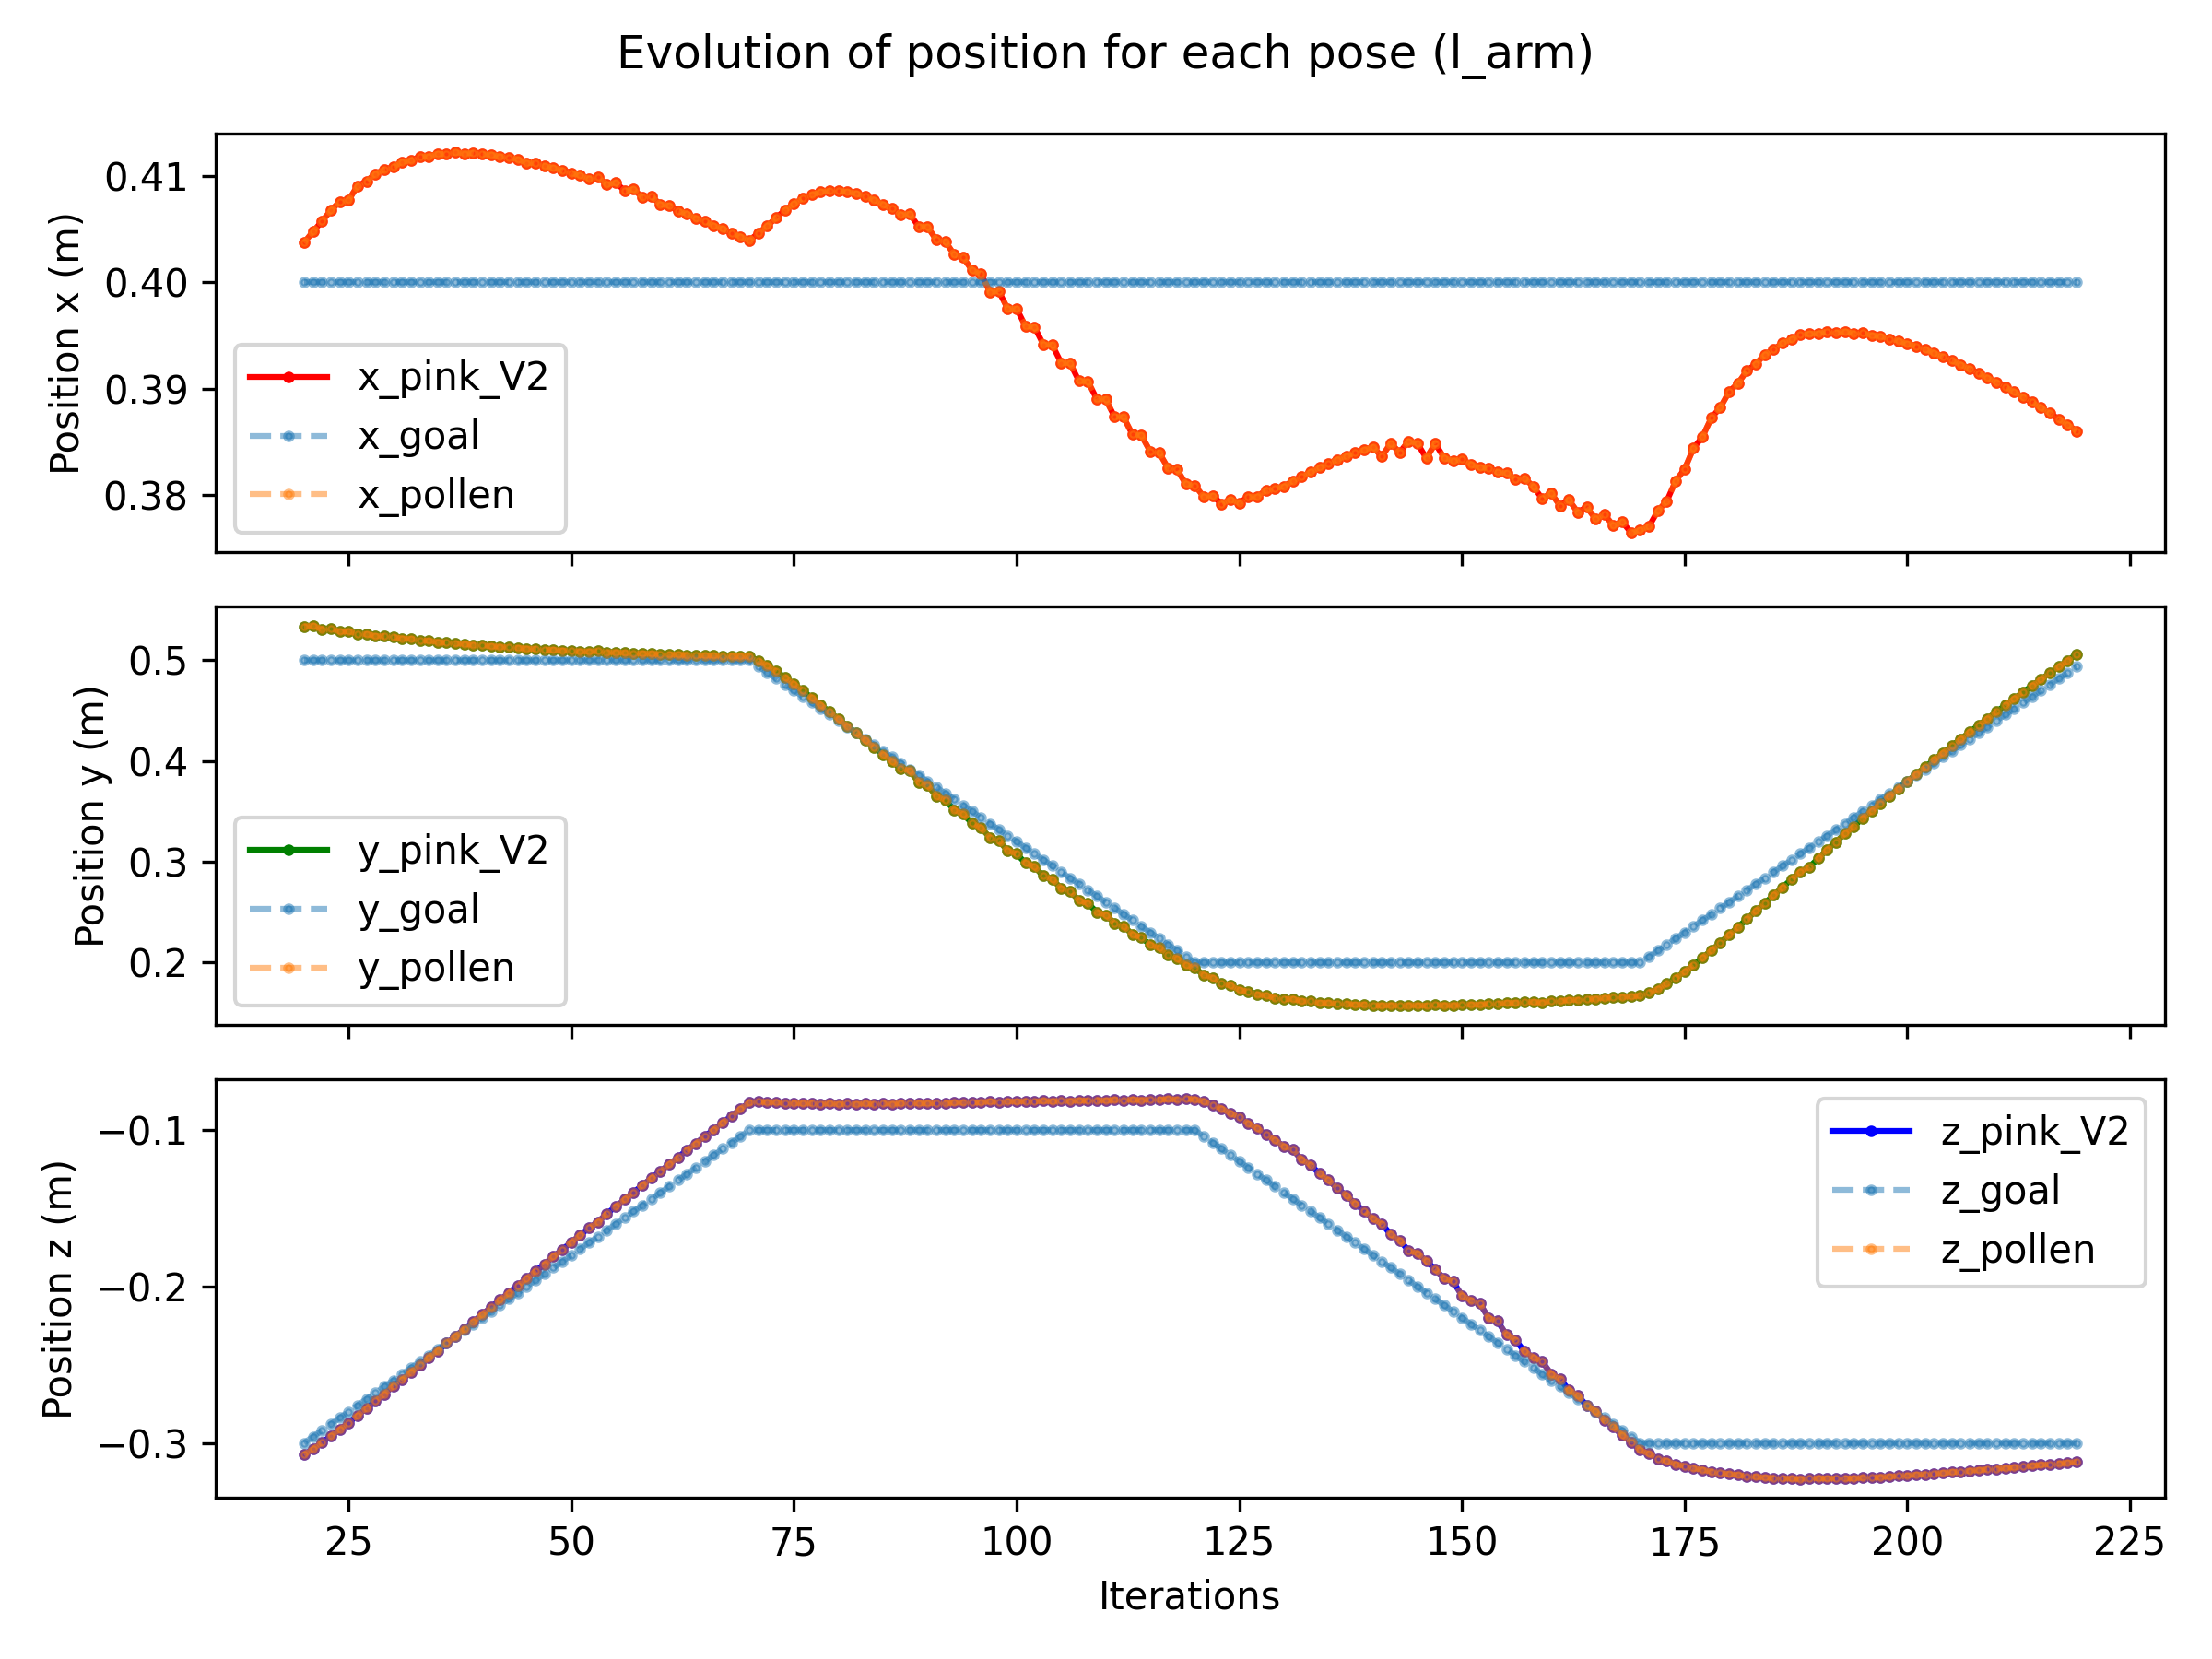 Evolution of position for each pose (l_arm)
Position x (m)
0.41
0.40
0.39
0.38
x_pink_V2
x_goal
x_pollen
Position y (m)
0.5
0.4
0.3
0.2
y_pink_V2
y_goal
y_pollen
Position z (m)
−0.1
−0.2
−0.3
z_pink_V2
z_goal
z_pollen
25 50 75 100 125 150 175 200 225
Iterations